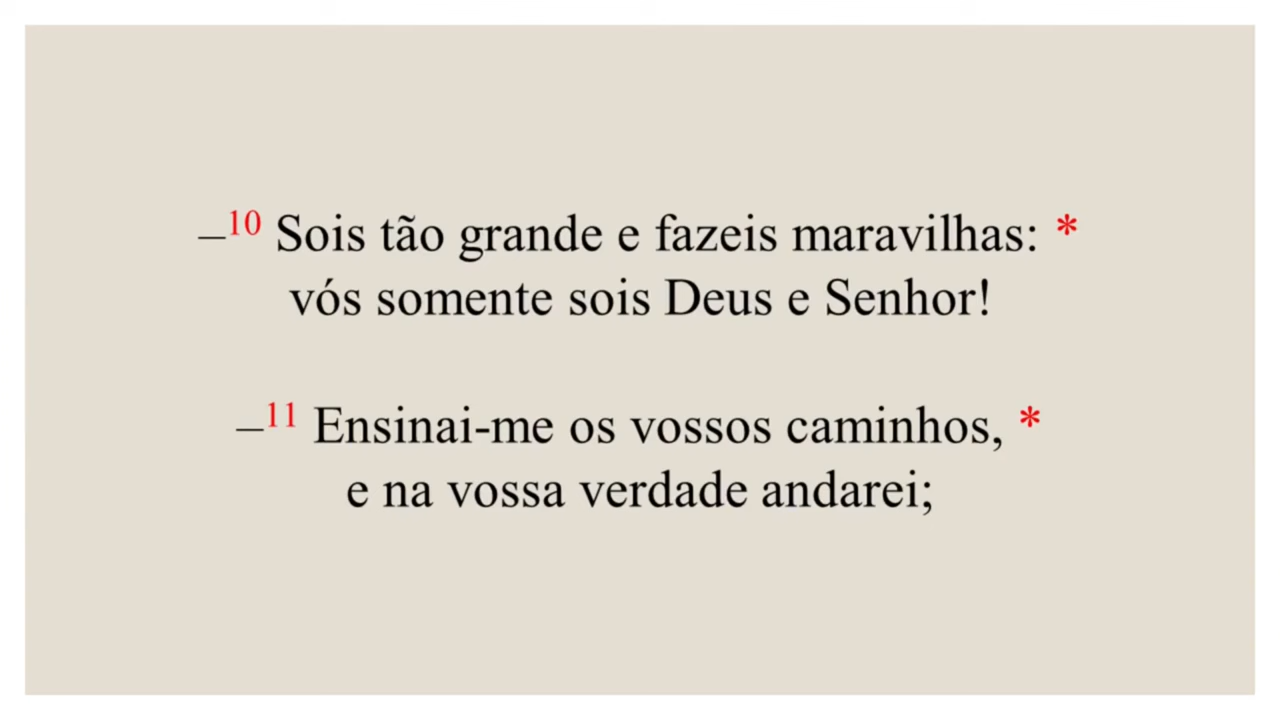 –10 Sois tão grande e fazeis maravilhas: *
vós somente sois Deus e Senhor!
–11 Ensinai-me os vossos caminhos, *
e na vossa verdade andarei;